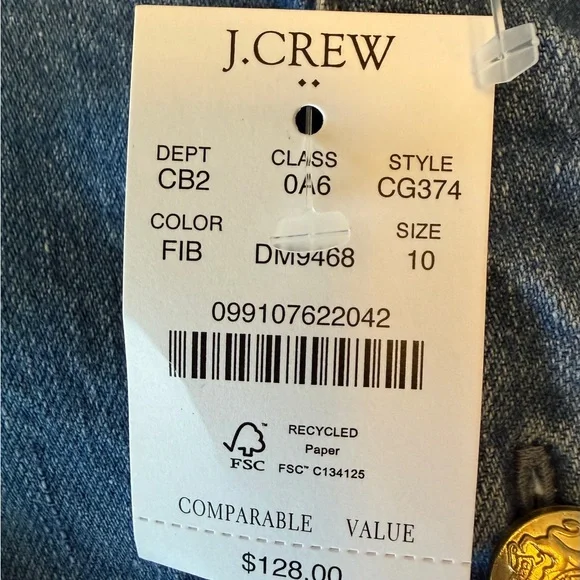 J.CREW
DEPT CLASS STYLE
CB2 0A6 CG374
COLOR SIZE
FIB DM9468 10
099107622042
RECYCLED
Paper
FSC™ C134125
FSC
COMPARABLE VALUE
$128.00